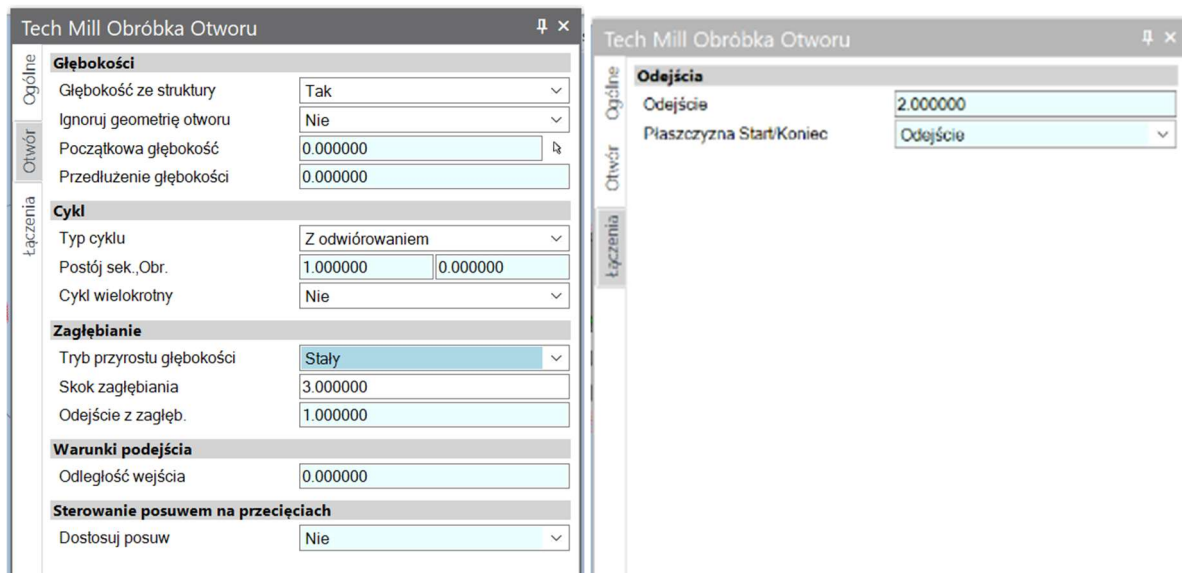 Tech Mill Obróbka Otworu
Ogólne
Otwór
Łączenia
Głębokości
Głębokość ze struktury Tak
Ignoruj geometrię otworu Nie
Początkowa głębokość 0.000000
Przedłużenie głębokości 0.000000
Cykl
Typ cyklu Z odwiórowaniem
Postój sek.,Obr. 1.000000 0.000000
Cykl wielokrotny Nie
Zagłębianie
Tryb przyrostu głębokości Stały
Skok zagłębiania 3.000000
Odejście z zagłęb. 1.000000
Warunki podejścia
Odległość wejścia 0.000000
Sterowanie posuwem na przecięciach
Dostosuj posuw Nie
Tech Mill Obróbka Otworu
Ogólne
Otwór
Łączenia
Odejścia
Odejście 2.000000
Płaszczyzna Start/Koniec Odejście